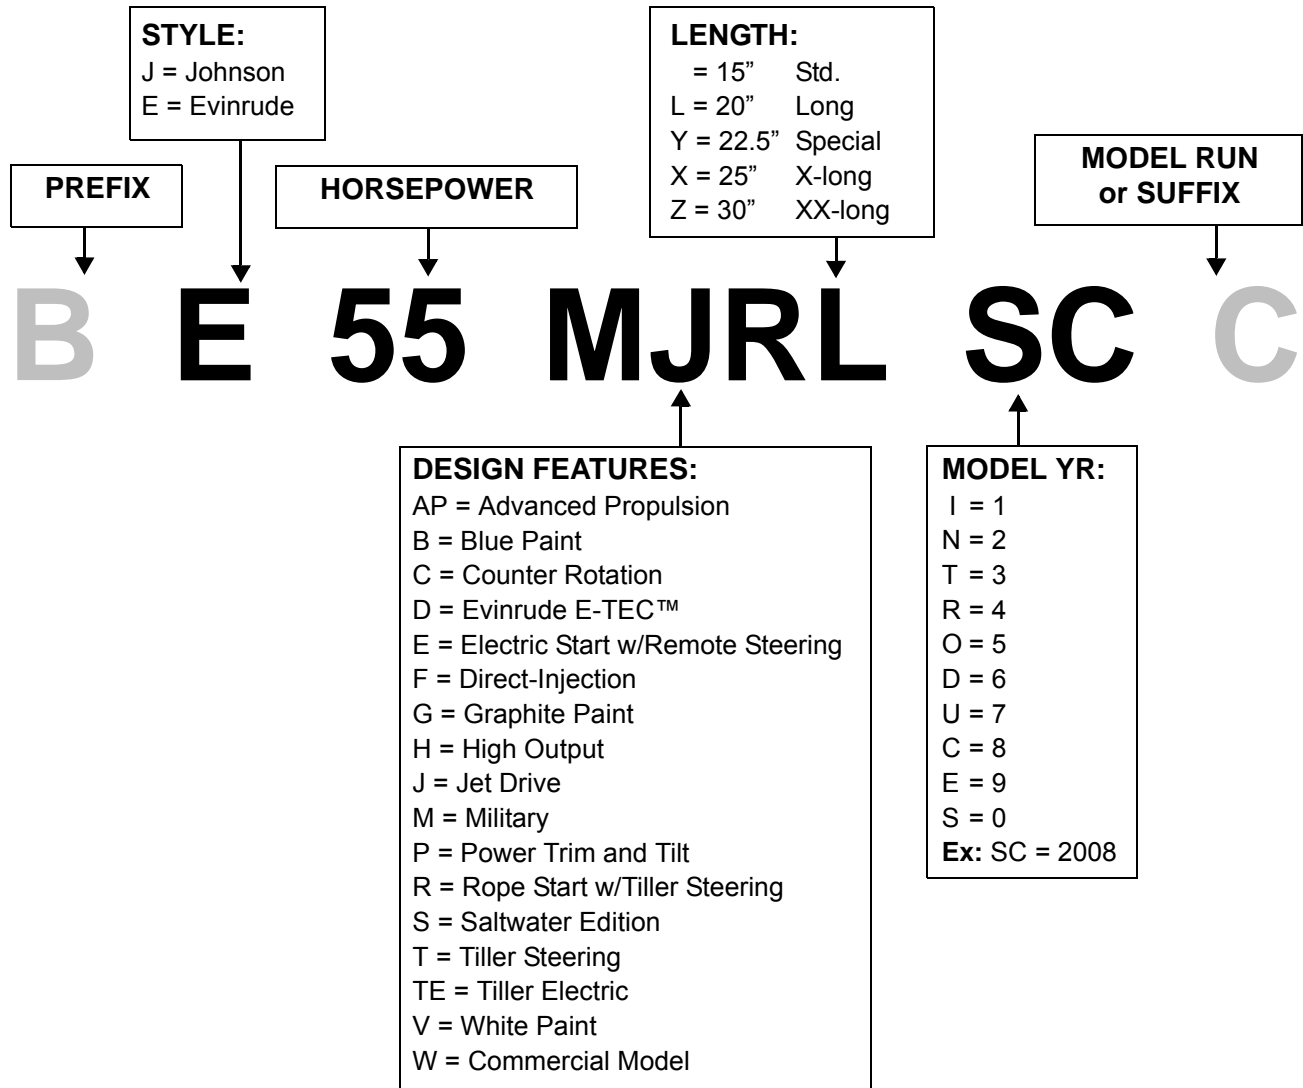 STYLE:
J = Johnson
E = Evinrude
LENGTH:
= 15” Std.
L = 20” Long
Y = 22.5” Special
X = 25” X-long
Z = 30” XX-long
PREFIX
HORSEPOWER
MODEL RUN
or SUFFIX
B E 55 MJRL SC C
DESIGN FEATURES:
AP = Advanced Propulsion
B = Blue Paint
C = Counter Rotation
D = Evinrude E-TEC™
E = Electric Start w/Remote Steering
F = Direct-Injection
G = Graphite Paint
H = High Output
J = Jet Drive
M = Military
P = Power Trim and Tilt
R = Rope Start w/Tiller Steering
S = Saltwater Edition
T = Tiller Steering
TE = Tiller Electric
V = White Paint
W = Commercial Model
MODEL YR:
I = 1
N = 2
T = 3
R = 4
O = 5
D = 6
U = 7
C = 8
E = 9
S = 0
Ex: SC = 2008